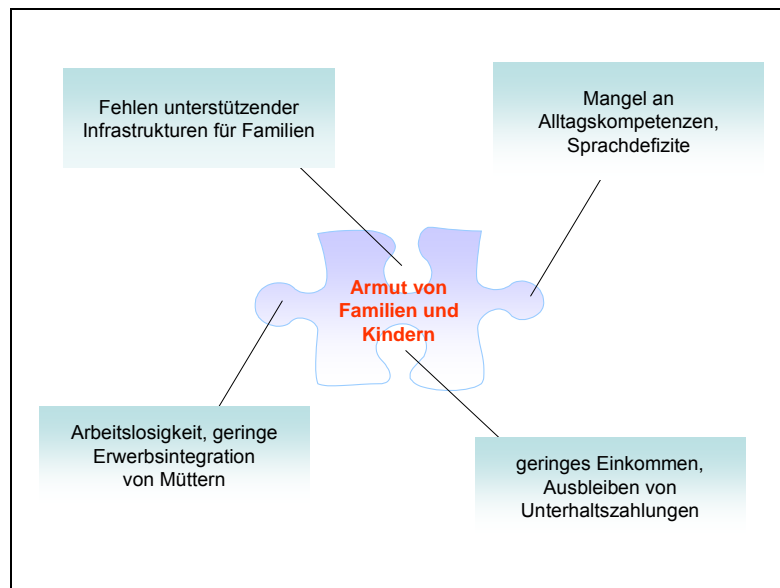 Fehlen unterstützender
Infrastrukturen für Familien
Mangel an
Alltagskompetenzen,
Sprachdefizite
Armut von
Familien und
Kindern
Arbeitslosigkeit, geringe
Erwerbsintegration
von Müttern
geringes Einkommen,
Ausbleiben von
Unterhaltszahlungen